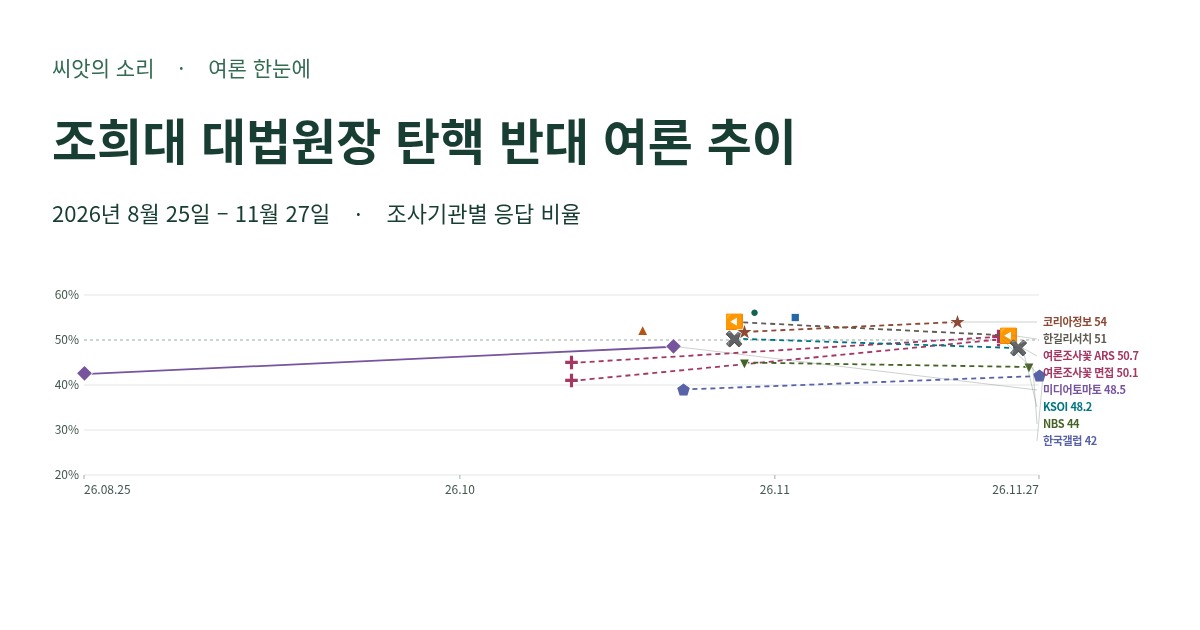 씨앗의 소리 · 여론 한눈에
조희대 대법원장 탄핵 반대 여론 추이
2026년 8월 25일 – 11월 27일 · 조사기관별 응답 비율
60%
50%
40%
30%
20%
코리아정보 54
한길리서치 51
여론조사꽃 ARS 50.7
여론조사꽃 면접 50.1
미디어토마토 48.5
KSOI 48.2
NBS 44
한국갤럽 42
26.08.25
26.10
26.11
26.11.27